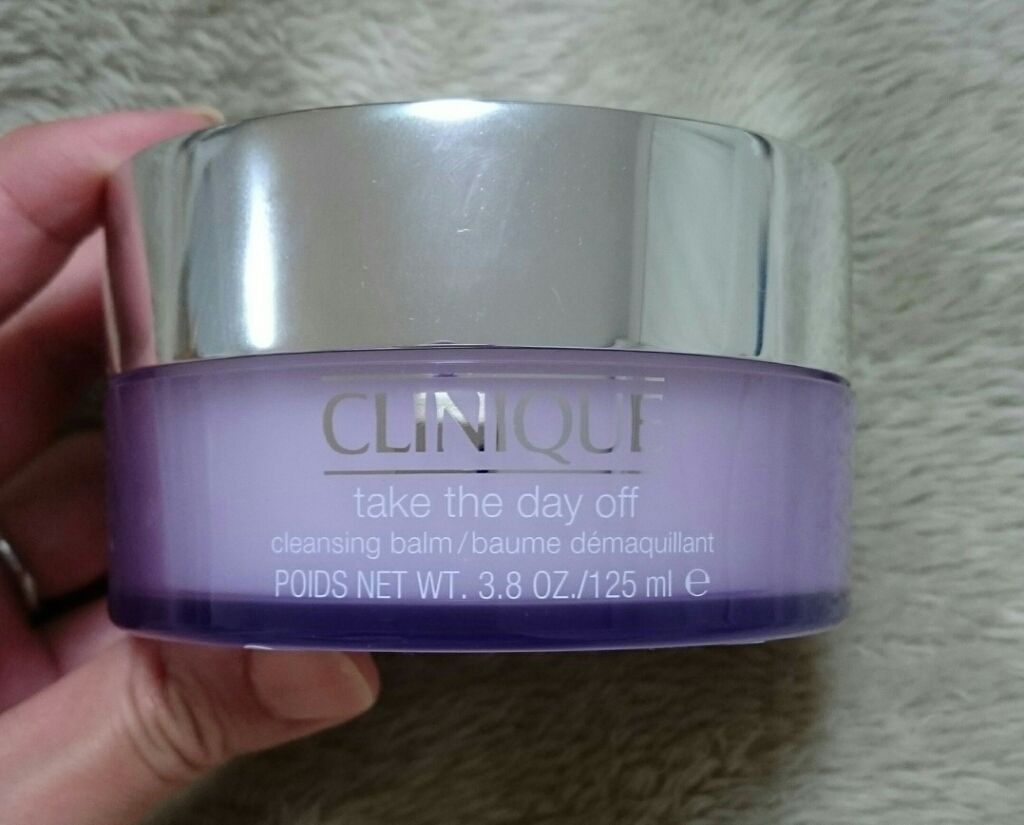 CLINIQUE
take the day off
cleansing balm/baume démaquillant
POIDS NET WT. 3.8 OZ./125 ml ℮